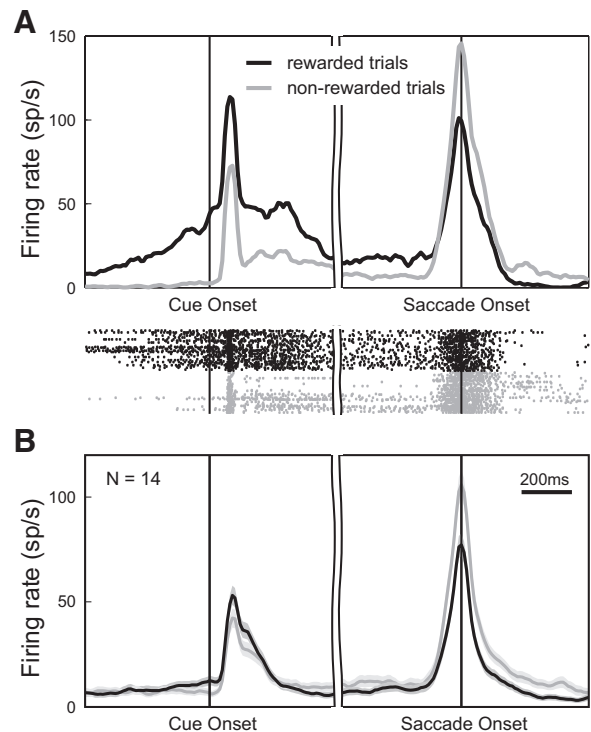 A
150
rewarded trials
non-rewarded trials
100
50
0
Firing rate (sp/s)
Cue Onset
Saccade Onset
B
N = 14
200ms
100
50
0
Firing rate (sp/s)
Cue Onset
Saccade Onset